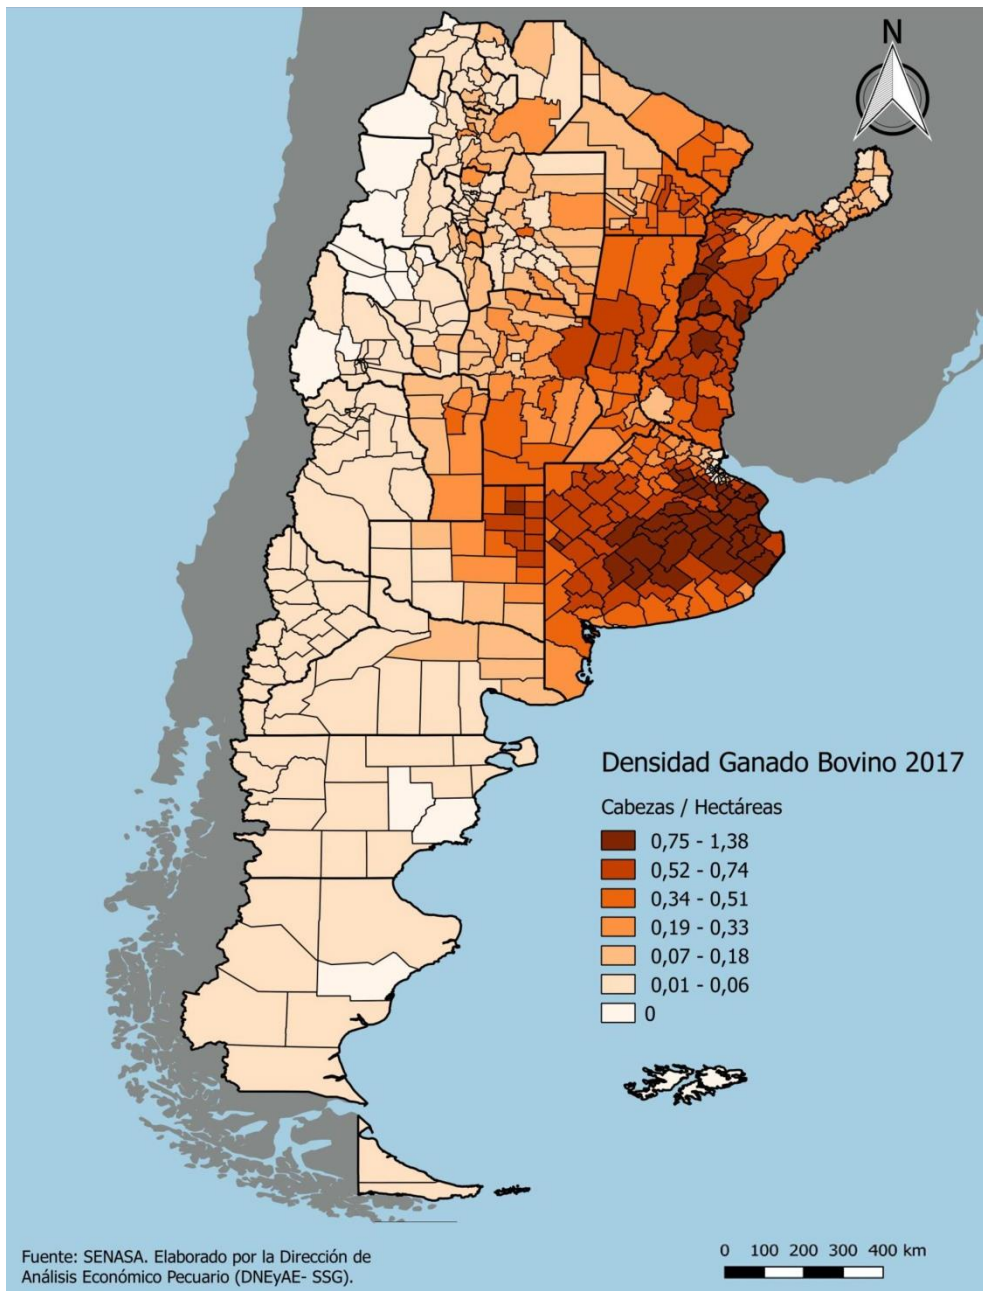 N
Densidad Ganado Bovino 2017
Cabezas / Hectáreas
0,75 - 1,38
0,52 - 0,74
0,34 - 0,51
0,19 - 0,33
0,07 - 0,18
0,01 - 0,06
0
Fuente: SENASA. Elaborado por la Dirección de
Análisis Económico Pecuario (DNEyAE- SSG).
0 100 200 300 400 km